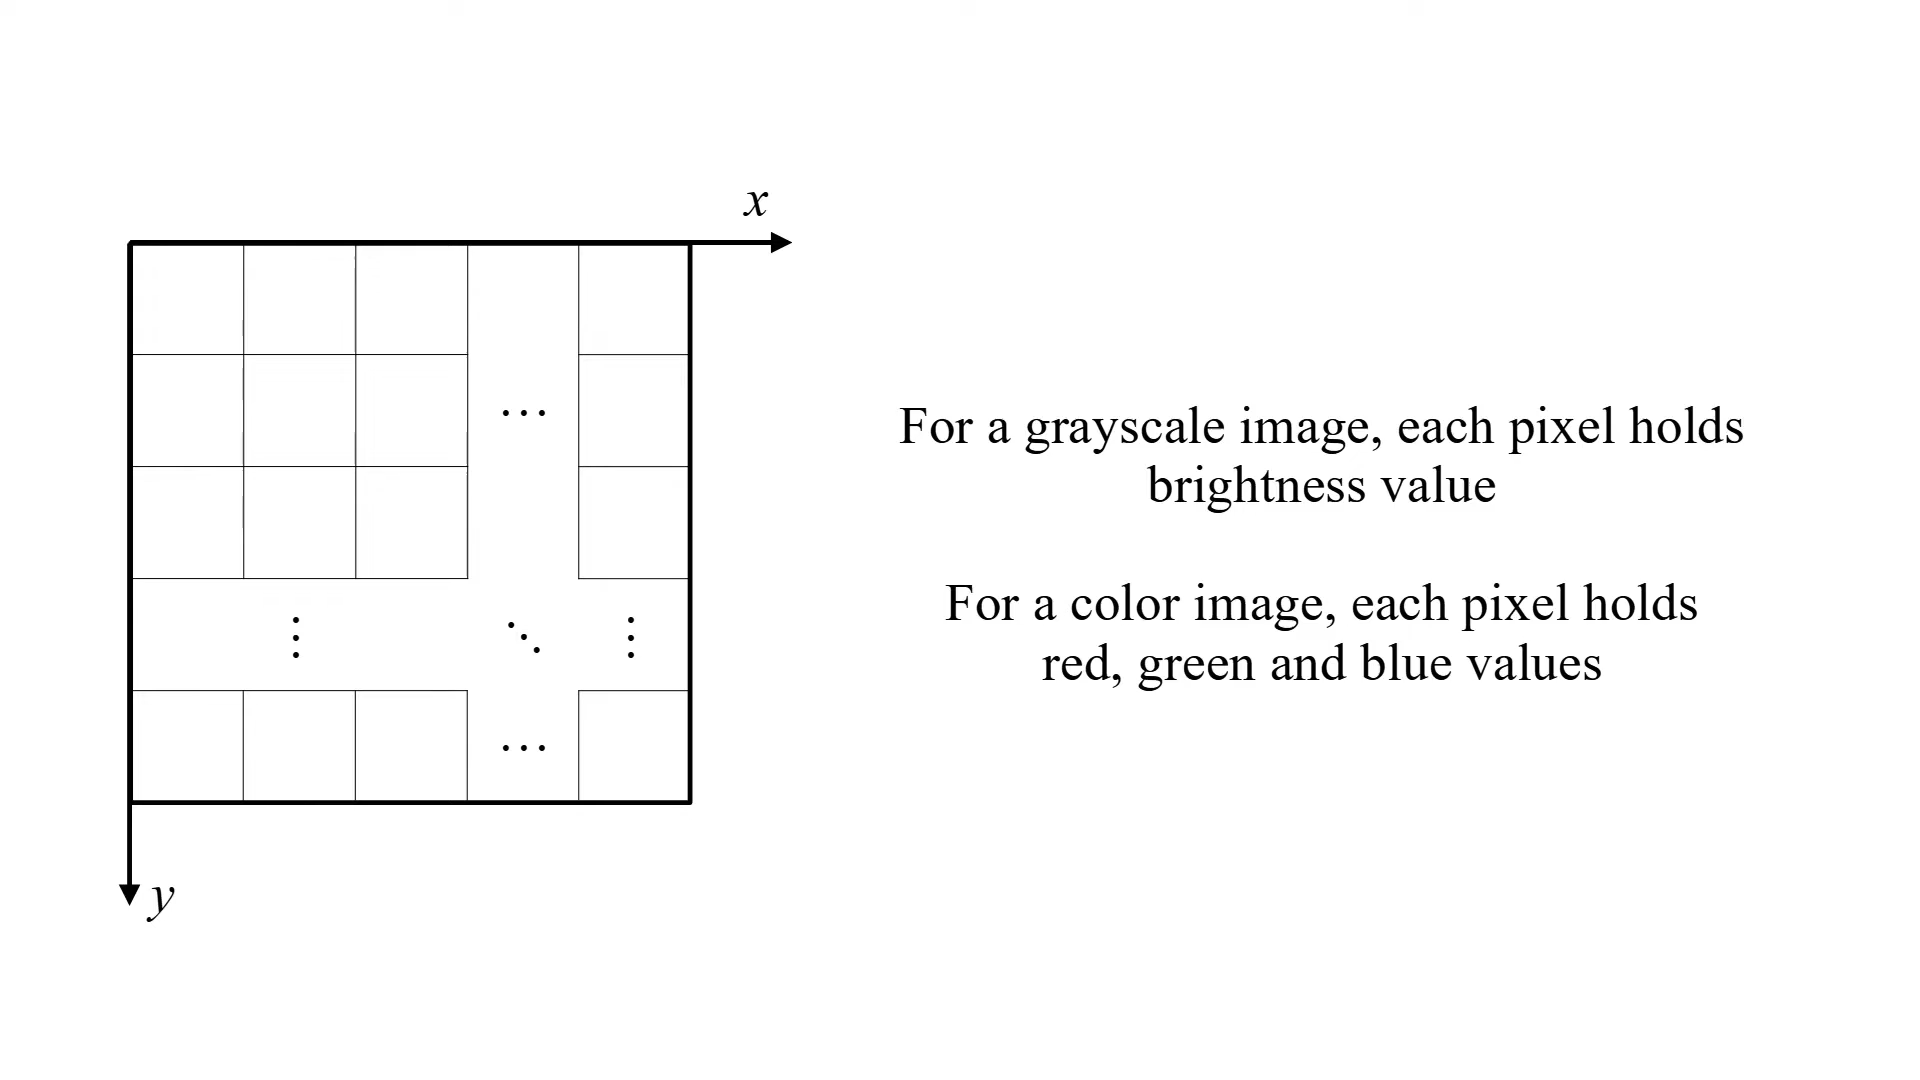 x
For a grayscale image, each pixel holds
brightness value
For a color image, each pixel holds
red, green and blue values
y